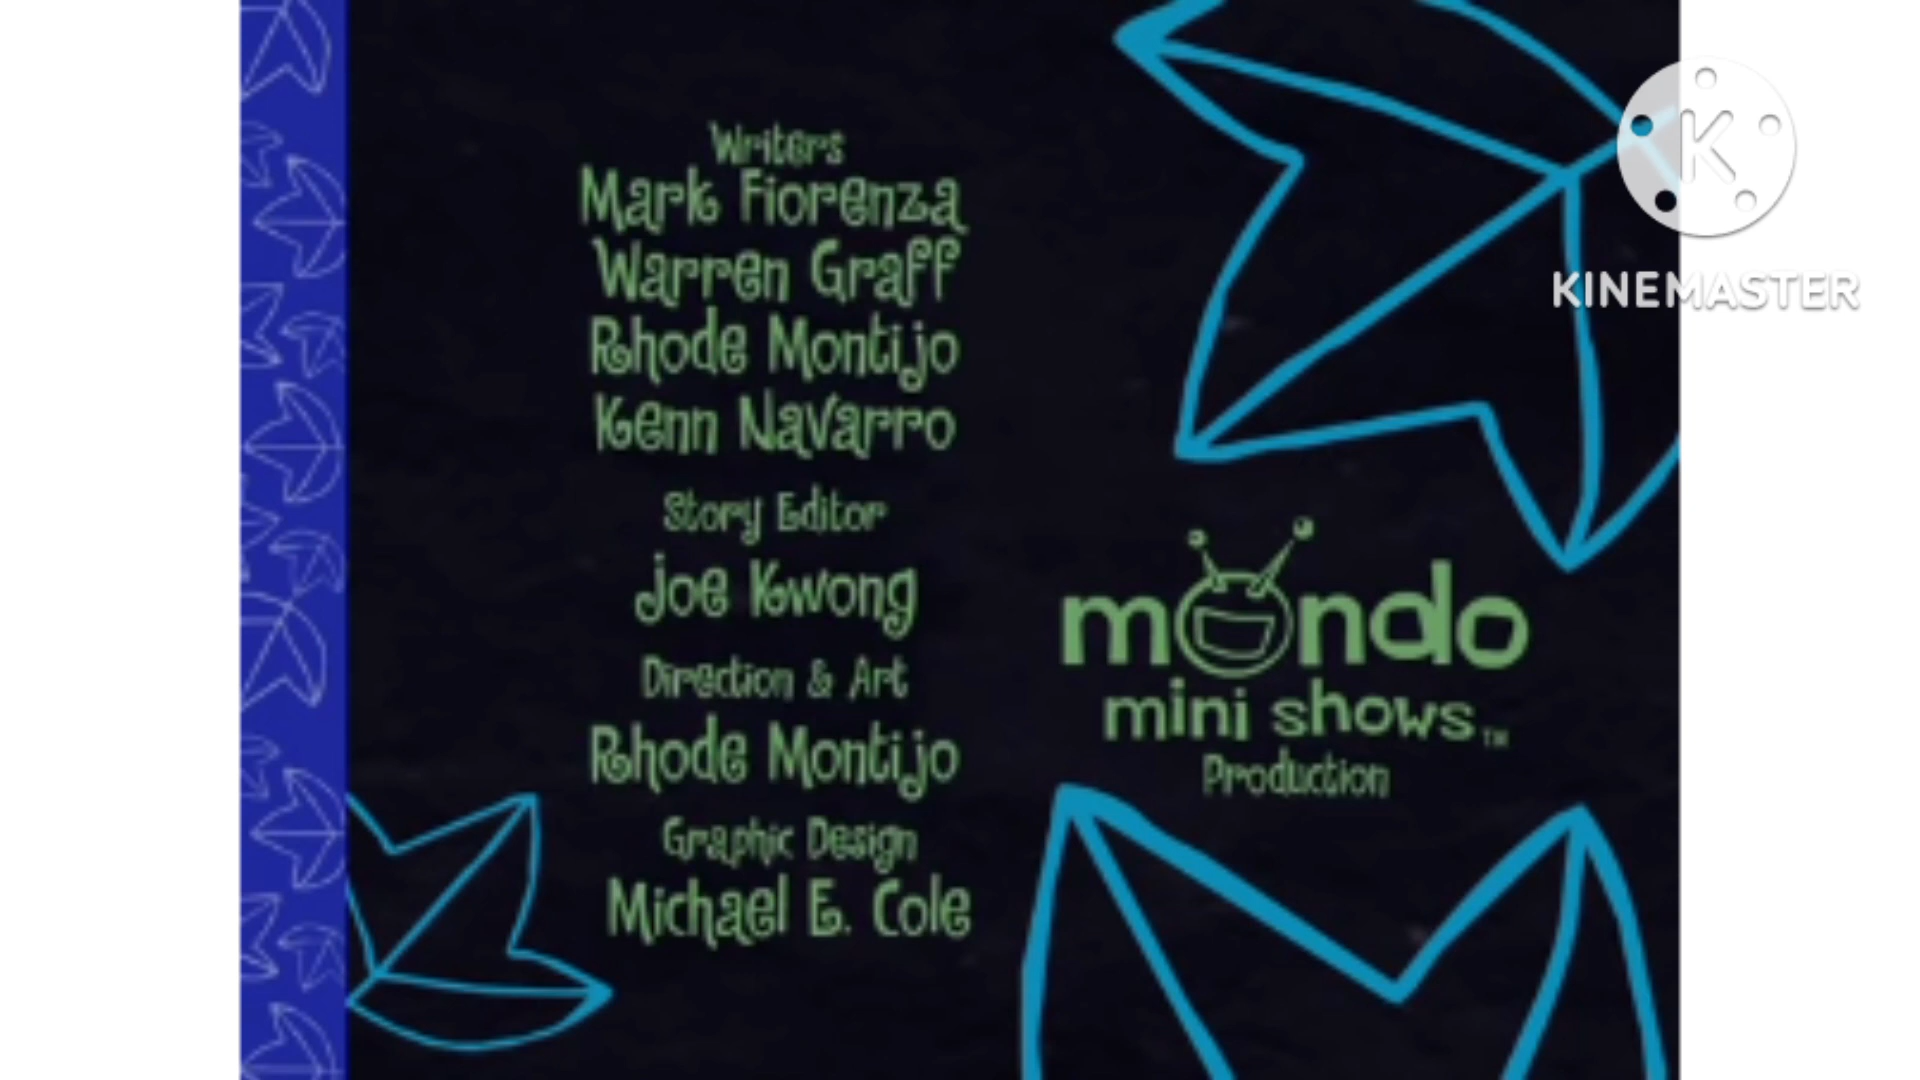 Writers
Mark Fiorenza
Warren Graff
Rhode Montijo
Kenn Navarro
Story Editor
Joe Kwong
Direction & Art
Rhode Montijo
Graphic Design
Michael E. Cole
mondo
mini shows™
Production
K
KINEMASTER